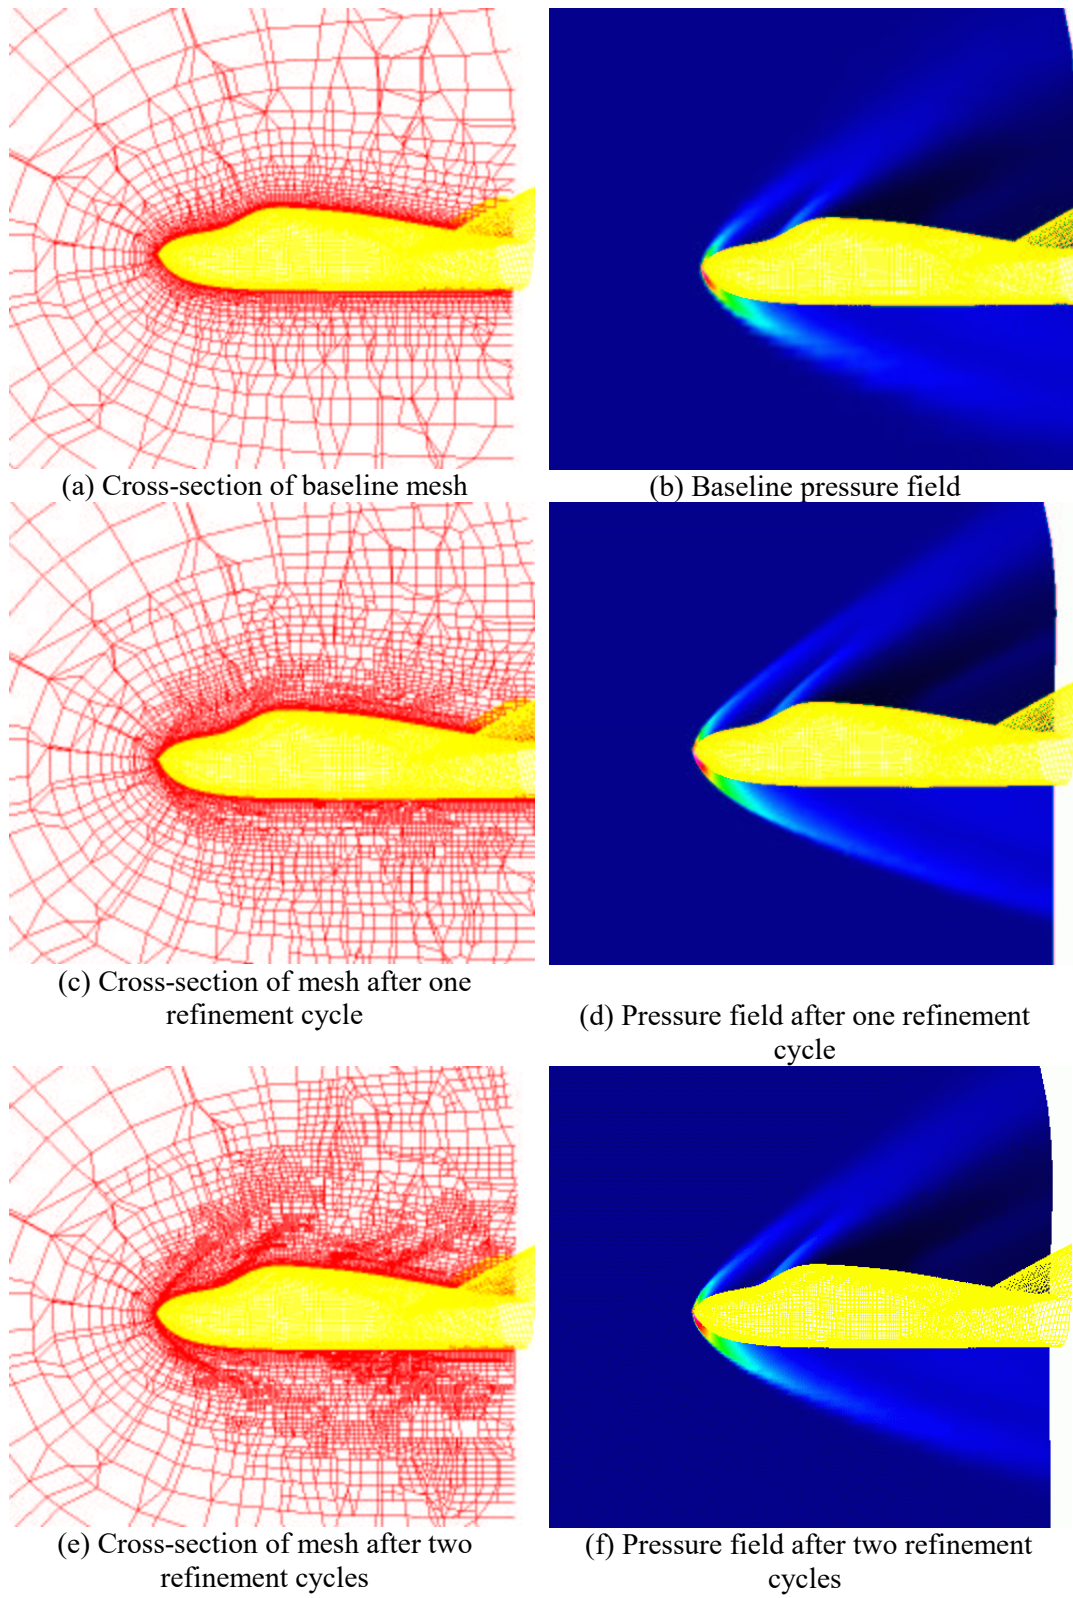 (a) Cross-section of baseline mesh
(b) Baseline pressure field
(c) Cross-section of mesh after one
refinement cycle
(d) Pressure field after one refinement
cycle
(e) Cross-section of mesh after two
refinement cycles
(f) Pressure field after two refinement
cycles